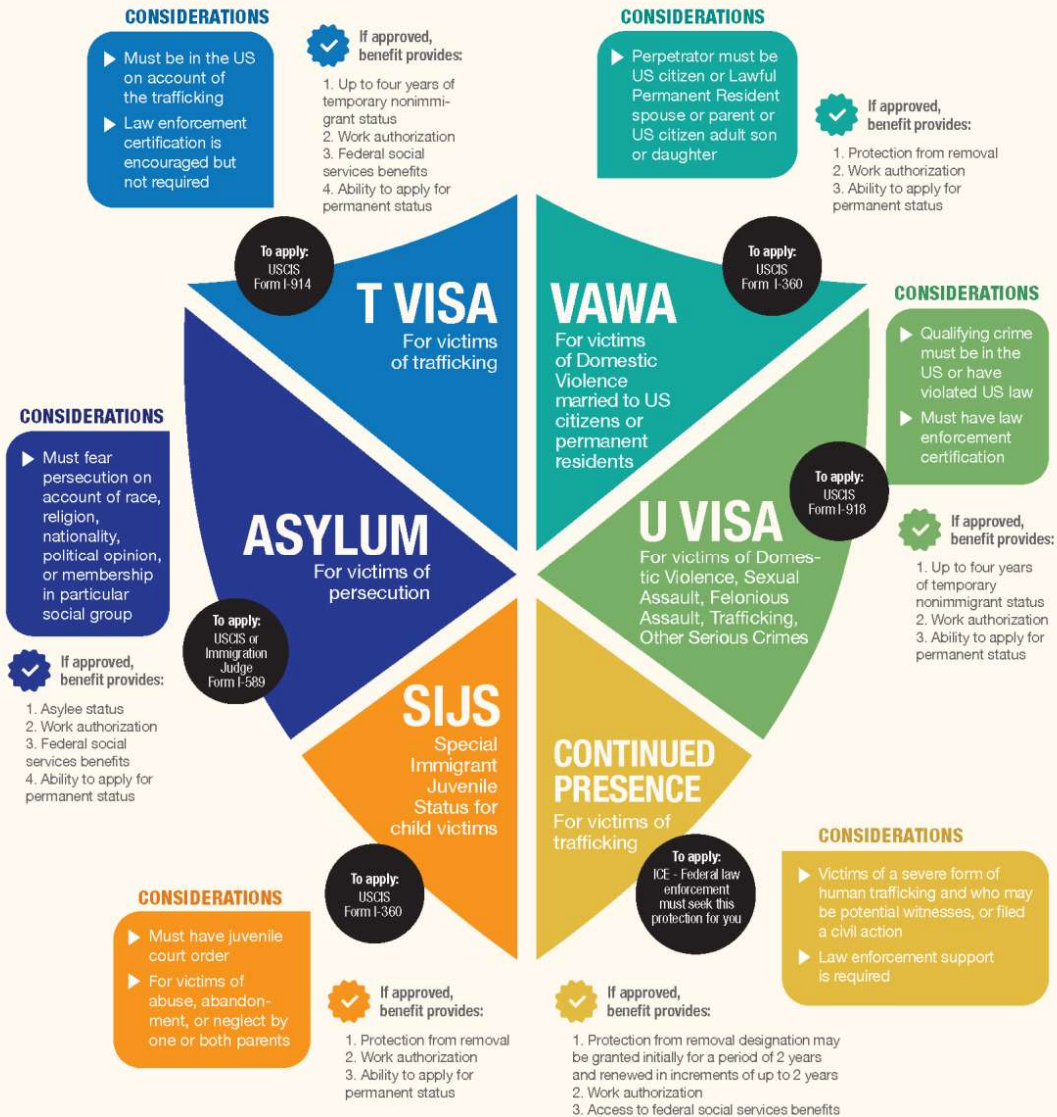 CONSIDERATIONS
Must be in the US
on account of
the trafficking
Law enforcement
certification is
encouraged but
not required
If approved,
benefit provides:
1. Up to four years of
temporary nonimmi-
grant status
2. Work authorization
3. Federal social
services benefits
4. Ability to apply for
permanent status
To apply:
USCIS
Form I-914
T VISA
For victims
of trafficking
CONSIDERATIONS
Perpetrator must be
US citizen or Lawful
Permanent Resident
spouse or parent or
US citizen adult son
or daughter
If approved,
benefit provides:
1. Protection from removal
2. Work authorization
3. Ability to apply for
permanent status
To apply:
USCIS
Form I-360
VAWA
For victims
of Domestic
Violence
married to US
citizens or
permanent
residents
CONSIDERATIONS
Qualifying crime
must be in the
US or have
violated US law
Must have law
enforcement
certification
To apply:
USCIS
Form I-918
If approved,
benefit provides:
1. Up to four years
of temporary
nonimmigrant status
2. Work authorization
3. Ability to apply for
permanent status
U VISA
For victims of Domes-
tic Violence, Sexual
Assault, Felonious
Assault, Trafficking,
Other Serious Crimes
CONSIDERATIONS
Must fear
persecution on
account of race,
religion,
nationality,
political opinion,
or membership
in particular
social group
ASYLUM
For victims of
persecution
To apply:
USCIS or
Immigration
Judge
Form I-589
If approved,
benefit provides:
1. Asylee status
2. Work authorization
3. Federal social
services benefits
4. Ability to apply for
permanent status
SIJS
Special
Immigrant
Juvenile
Status for
child victims
To apply:
USCIS
Form I-360
CONSIDERATIONS
Must have juvenile
court order
For victims of
abuse, abandon-
ment, or neglect by
one or both parents
If approved,
benefit provides:
1. Protection from removal
2. Work authorization
3. Ability to apply for
permanent status
CONTINUED
PRESENCE
For victims of
trafficking
To apply:
ICE - Federal law
enforcement
must seek this
protection for you
CONSIDERATIONS
Victims of a severe form of
human trafficking and who may
be potential witnesses, or filed
a civil action
Law enforcement support
is required
If approved,
benefit provides:
1. Protection from removal designation may
be granted initially for a period of 2 years
and renewed in increments of up to 2 years
2. Work authorization
3. Access to federal social services benefits